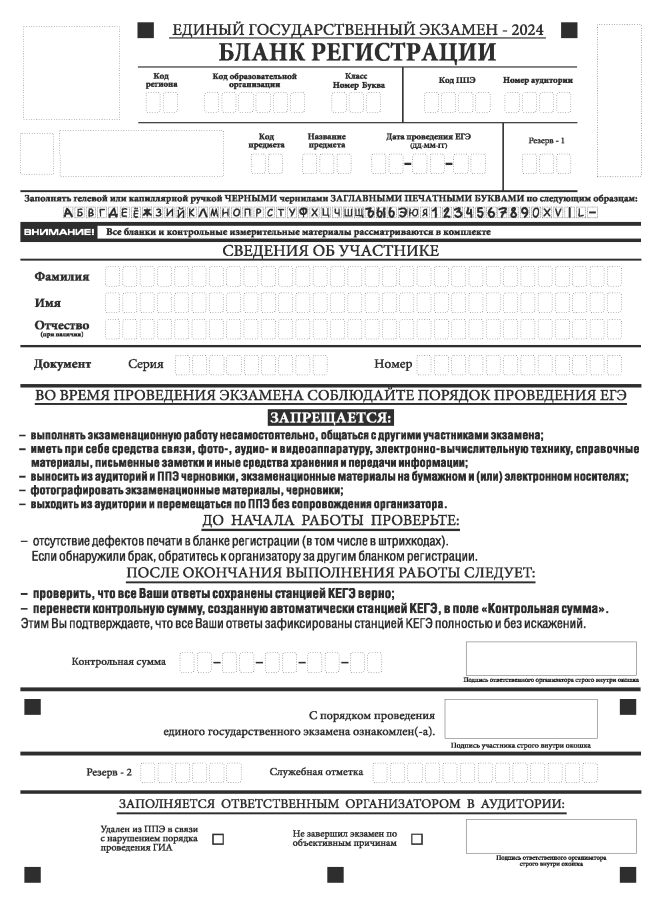 ЕДИНЫЙ ГОСУДАРСТВЕННЫЙ ЭКЗАМЕН - 2024
БЛАНК РЕГИСТРАЦИИ
Код региона
Код образовательной организации
Класс Номер Буква
Код ППЭ
Номер аудитории
Код предмета
Название предмета
Дата проведения ЕГЭ (ДД-ММ-ГГ)
Резерв - 1
Заполнять гелевой или капиллярной ручкой ЧЕРНЫМИ чернилами ЗАГЛАВНЫМИ ПЕЧАТНЫМИ БУКВАМИ по следующим образцам:
АБВГДЕЁЖЗИЙКЛМНОПРСТУФХЦЧШЩЪЫЬЭЮЯ1234567890XVIL-
ВНИМАНИЕ! Все бланки и контрольные измерительные материалы рассматриваются в комплекте
СВЕДЕНИЯ ОБ УЧАСТНИКЕ
Фамилия
Имя
Отчество
(при наличии)
Документ Серия Номер
ВО ВРЕМЯ ПРОВЕДЕНИЯ ЭКЗАМЕНА СОБЛЮДАЙТЕ ПОРЯДОК ПРОВЕДЕНИЯ ЕГЭ
ЗАПРЕЩАЕТСЯ:
– выполнять экзаменационную работу несамостоятельно, общаться с другими участниками экзамена;
– иметь при себе средства связи, фото-, аудио- и видеоаппаратуру, электронно-вычислительную технику, справочные
материалы, письменные заметки и иные средства хранения и передачи информации;
– выносить из аудиторий и ППЭ черновики, экзаменационные материалы на бумажном и (или) электронном носителях;
– фотографировать экзаменационные материалы, черновики;
– выходить из аудитории и перемещаться по ППЭ без сопровождения организатора.
ДО НАЧАЛА РАБОТЫ ПРОВЕРЬТЕ:
– отсутствие дефектов печати в бланке регистрации (в том числе в штрихкодах).
Если обнаружили брак, обратитесь к организатору за другим бланком регистрации.
ПОСЛЕ ОКОНЧАНИЯ ВЫПОЛНЕНИЯ РАБОТЫ СЛЕДУЕТ:
– проверить, что все Ваши ответы сохранены станцией КЕГЭ верно;
– перенести контрольную сумму, созданную автоматически станцией КЕГЭ, в поле «Контрольная сумма».
Этим Вы подтверждаете, что все Ваши ответы зафиксированы станцией КЕГЭ полностью и без искажений.
Контрольная сумма
Подпись ответственного организатора строго внутри окошка
С порядком проведения
единого государственного экзамена ознакомлен(-а).
Подпись участника строго внутри окошка
Резерв - 2 Служебная отметка
ЗАПОЛНЯЕТСЯ ОТВЕТСТВЕННЫМ ОРГАНИЗАТОРОМ В АУДИТОРИИ:
Удален из ППЭ в связи
с нарушением порядка
проведения ГИА
Не завершил экзамен по
объективным причинам
Подпись ответственного организатора
строго внутри окошка